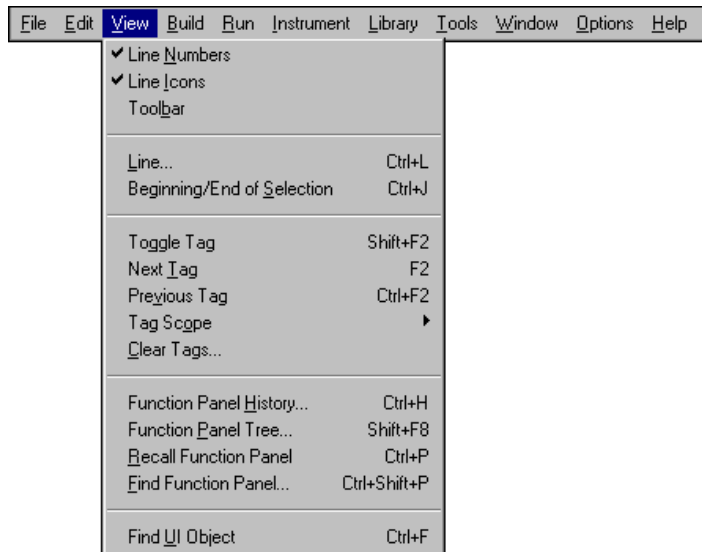 File Edit View Build Run Instrument Library Tools Window Options Help
Line Numbers
Line Icons
Toolbar
Line... Ctrl+L
Beginning/End of Selection Ctrl+J
Toggle Tag Shift+F2
Next Tag F2
Previous Tag Ctrl+F2
Tag Scope
Clear Tags...
Function Panel History... Ctrl+H
Function Panel Tree... Shift+F8
Recall Function Panel Ctrl+P
Find Function Panel... Ctrl+Shift+P
Find UI Object Ctrl+F